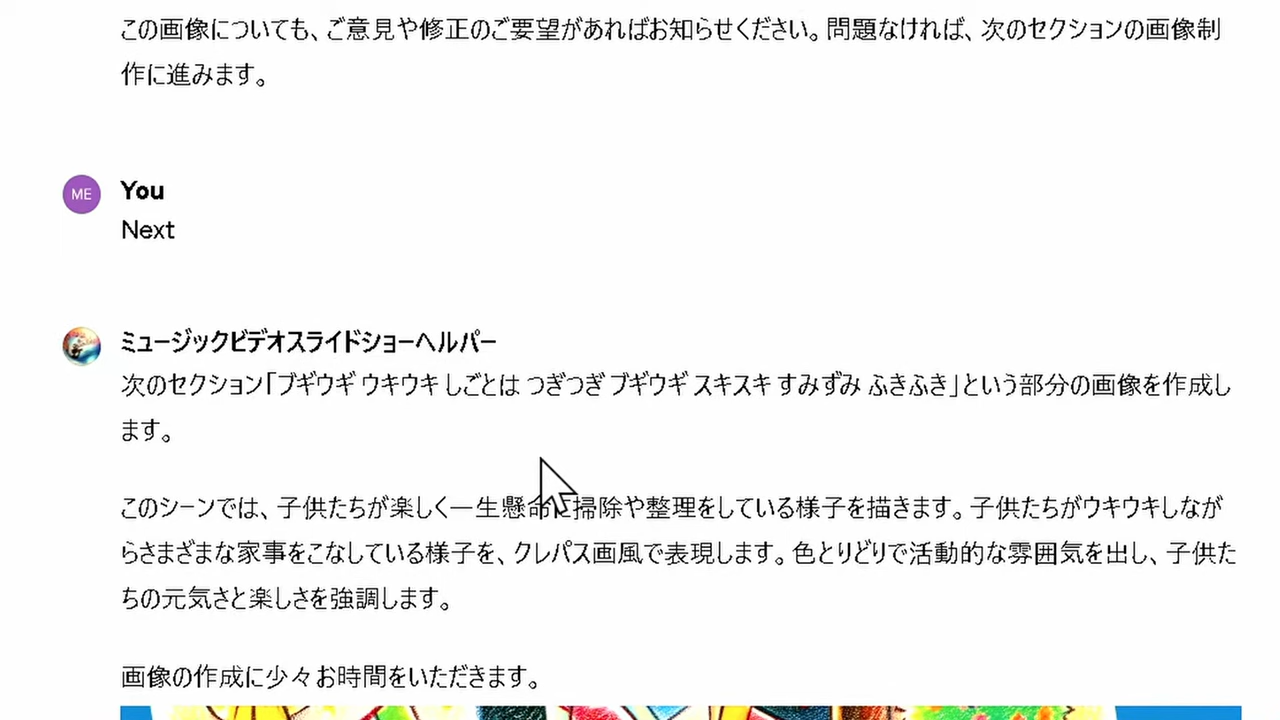 この画像についても、ご意見や修正のご要望があればお知らせください。問題なければ、次のセクションの画像制
作に進みます。
ME
You
Next
ミュージックビデオスライドショーヘルパー
次のセクション「ブギウギ ウキウキ しごとは つぎつぎ ブギウギ スキスキ すみずみ ふきふき」という部分の画像を作成し
ます。
このシーンでは、子供たちが楽しく一生懸命に掃除や整理をしている様子を描きます。子供たちがウキウキしなが
らさまざまな家事をこなしている様子を、クレパス画風で表現します。色とりどりで活動的な雰囲気を出し、子供た
ちの元気さと楽しさを強調します。
画像の作成に少々お時間をいただきます。